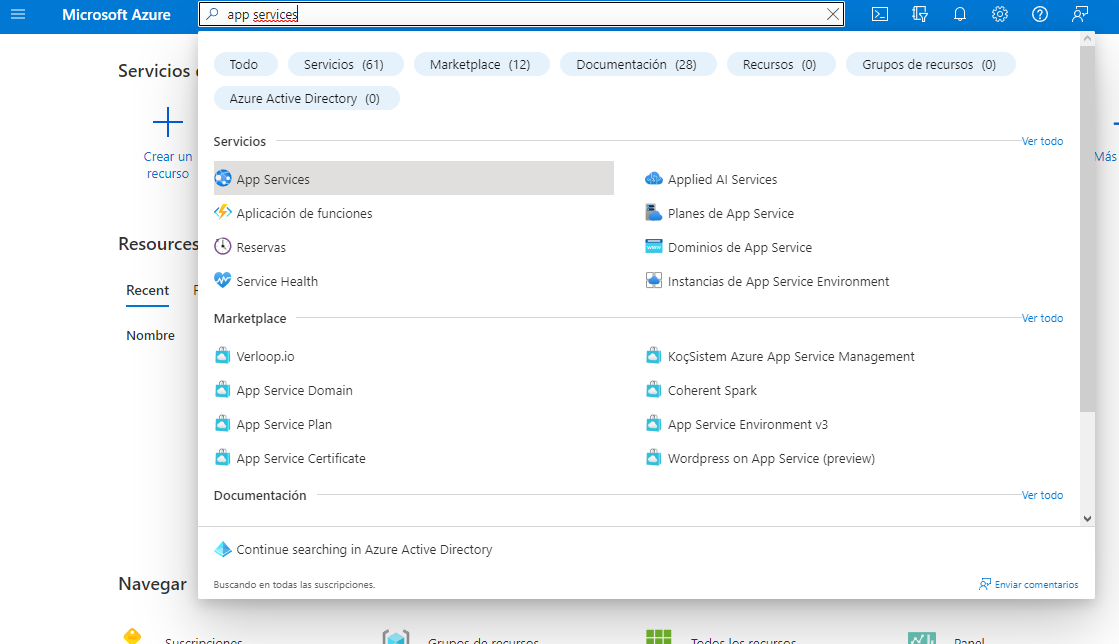 Microsoft Azure
app services
Servicios
Todo
Servicios (61)
Marketplace (12)
Documentación (28)
Recursos (0)
Grupos de recursos (0)
Azure Active Directory (0)
Crear un
recurso
Más
Servicios
Ver todo
App Services
Applied AI Services
Aplicación de funciones
Planes de App Service
Reservas
Dominios de App Service
Service Health
Instancias de App Service Environment
Resources
Recent
Nombre
Marketplace
Ver todo
Verloop.io
KoçSistem Azure App Service Management
App Service Domain
Coherent Spark
App Service Plan
App Service Environment v3
App Service Certificate
Wordpress on App Service (preview)
Documentación
Ver todo
Continue searching in Azure Active Directory
Buscando en todas las suscripciones.
Enviar comentarios
Navegar
Suscripciones
Grupos de recursos
Todos los recursos
Panel